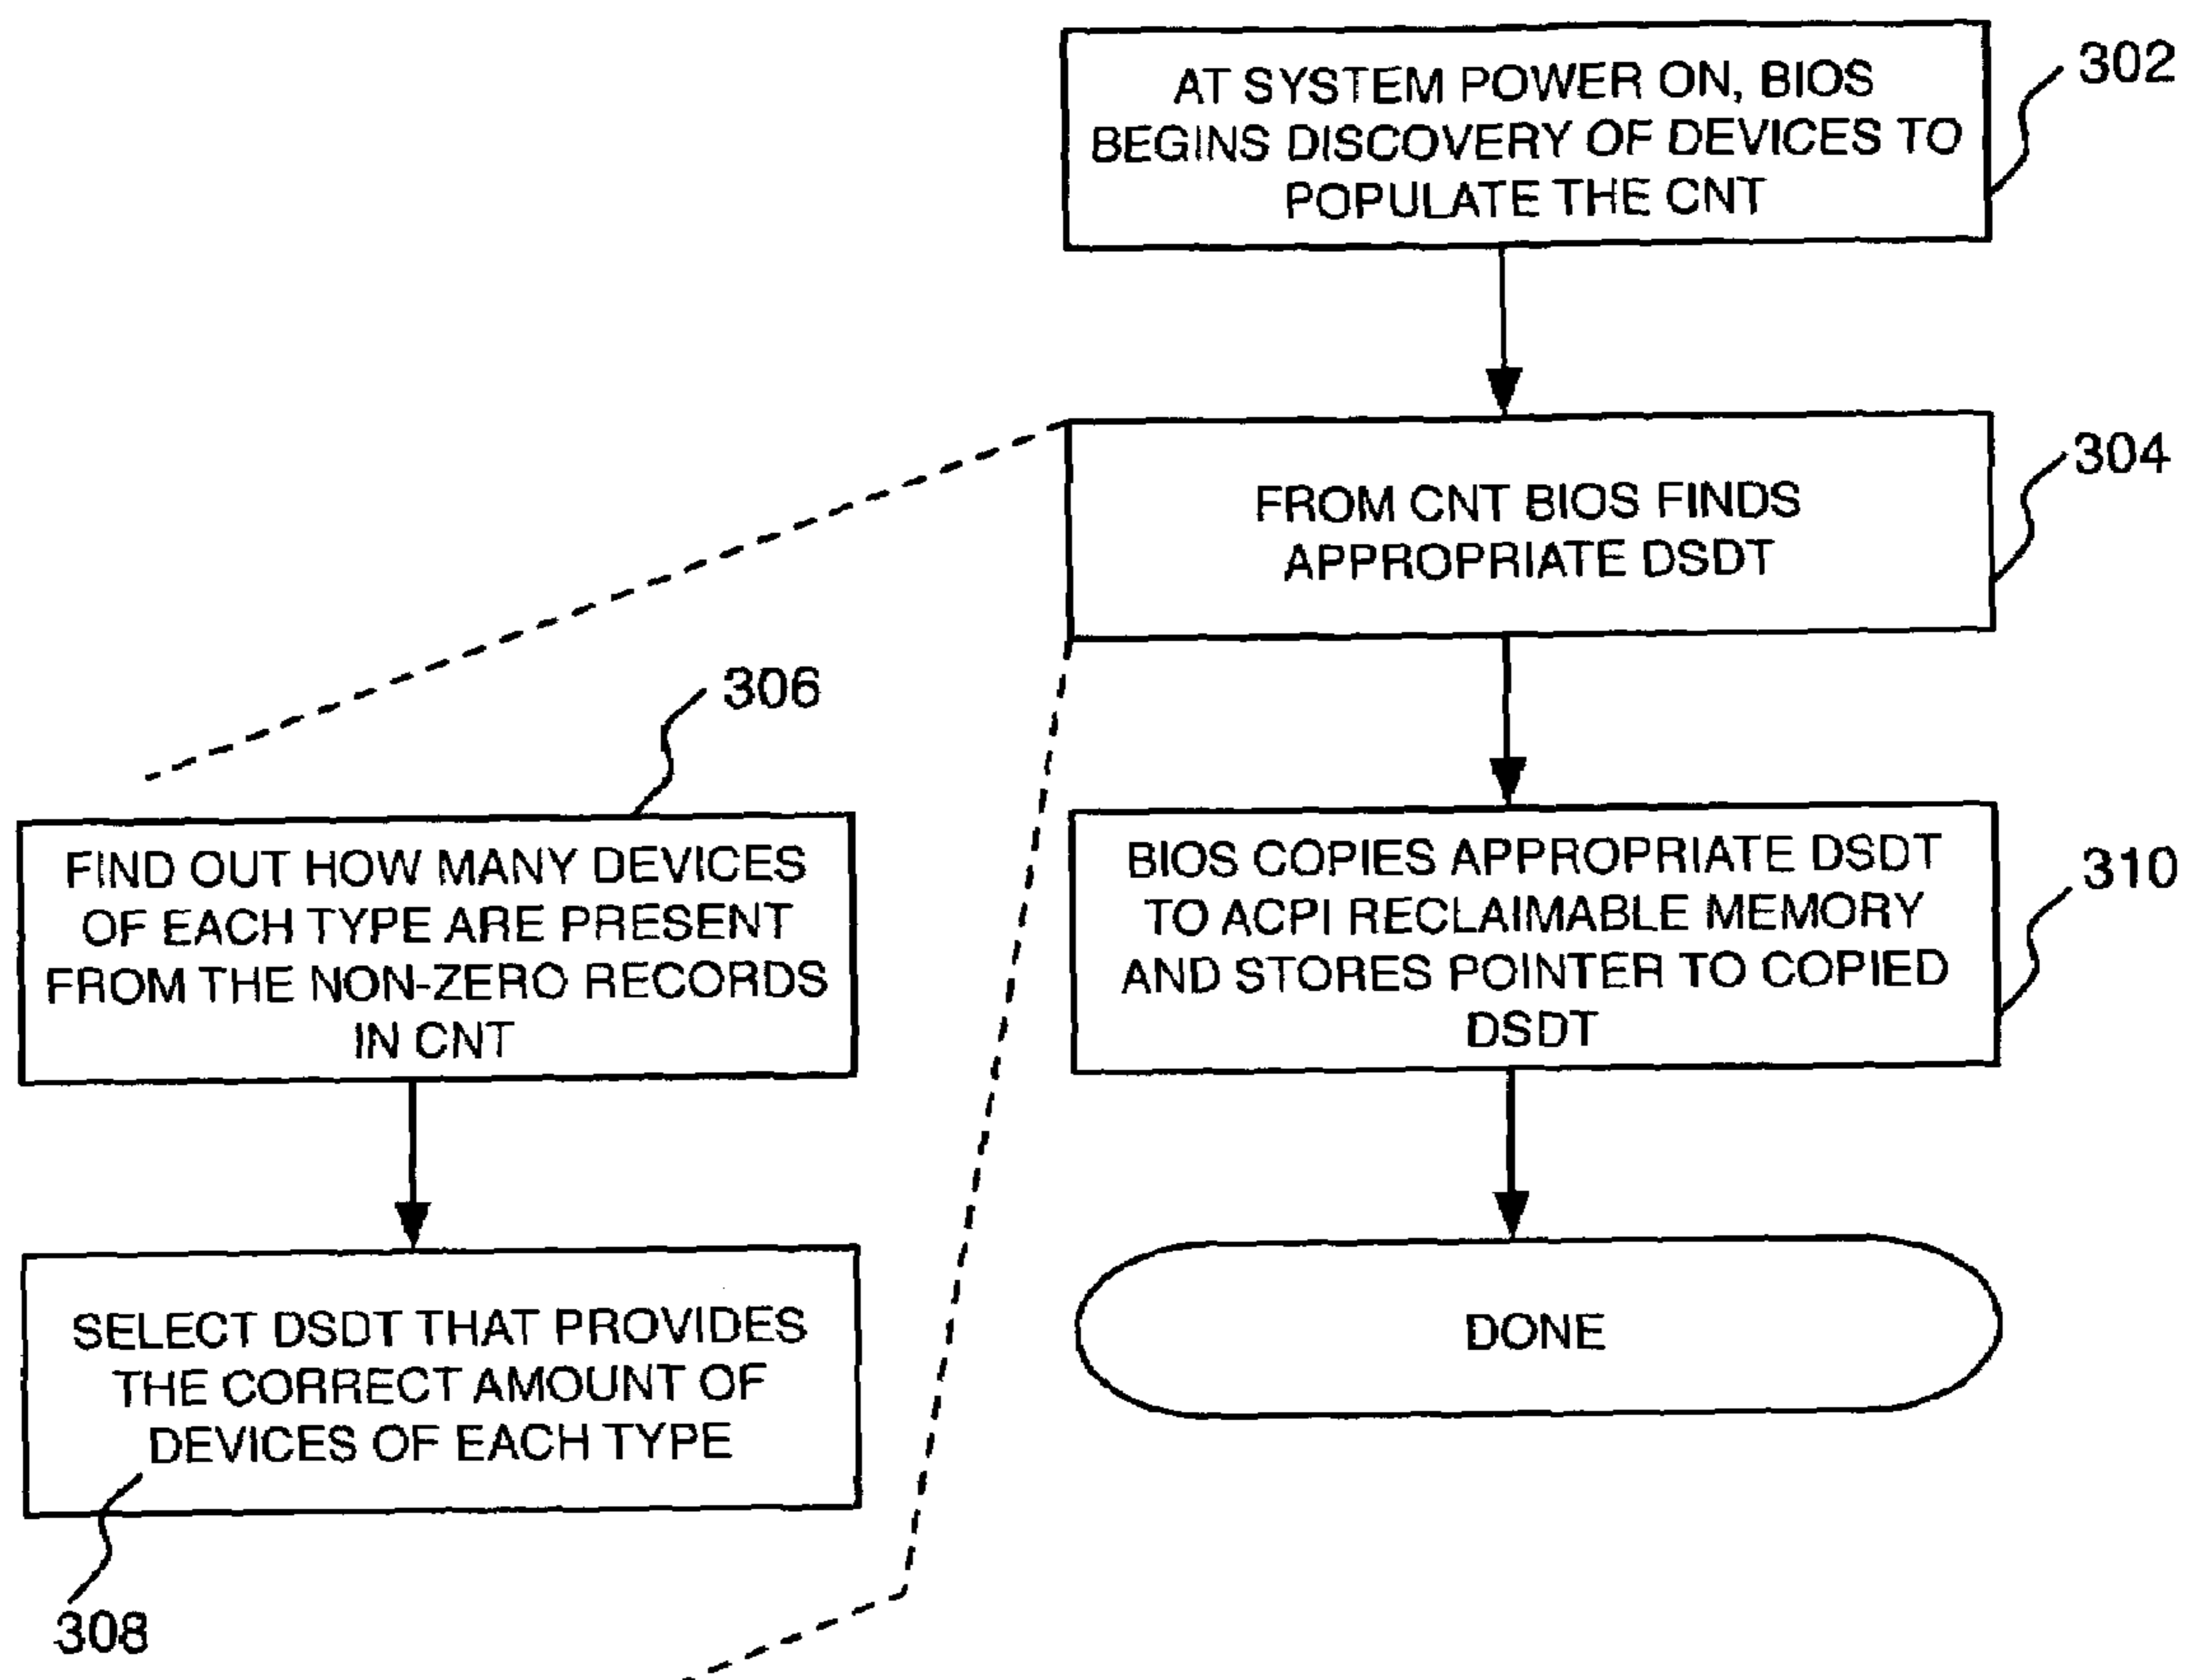 AT SYSTEM POWER ON, BIOS
BEGINS DISCOVERY OF DEVICES TO
POPULATE THE CNT
302
FROM CNT BIOS FINDS
APPROPRIATE DSDT
304
306
FIND OUT HOW MANY DEVICES
OF EACH TYPE ARE PRESENT
FROM THE NON-ZERO RECORDS
IN CNT
BIOS COPIES APPROPRIATE DSDT
TO ACPI RECLAIMABLE MEMORY
AND STORES POINTER TO COPIED
DSDT
310
SELECT DSDT THAT PROVIDES
THE CORRECT AMOUNT OF
DEVICES OF EACH TYPE
308
DONE